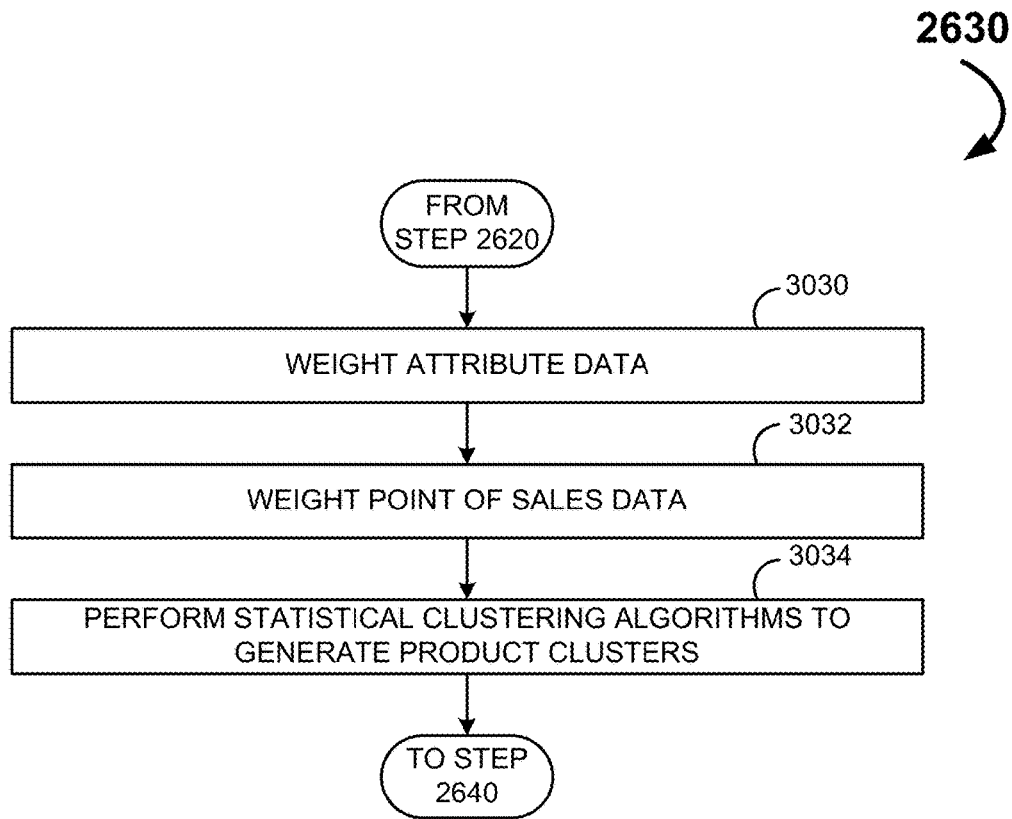 2630
FROM
STEP 2620
3030
WEIGHT ATTRIBUTE DATA
3032
WEIGHT POINT OF SALES DATA
3034
PERFORM STATISTICAL CLUSTERING ALGORITHMS TO
GENERATE PRODUCT CLUSTERS
TO STEP
2640